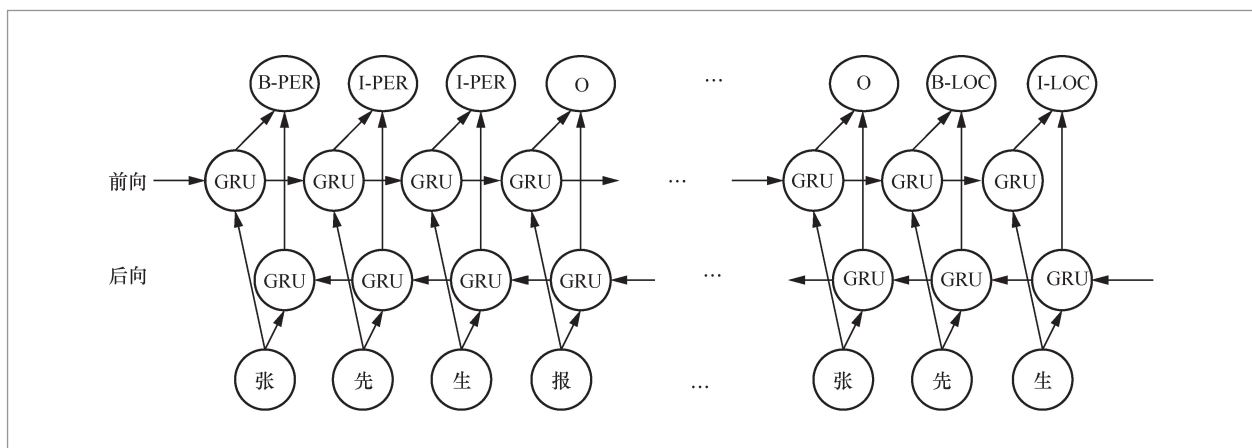 B-PER I-PER I-PER O … O B-LOC I-LOC
前向 GRU GRU GRU GRU … GRU GRU GRU
后向 GRU GRU GRU GRU … GRU GRU GRU
张 先 生 报 … 张 先 生